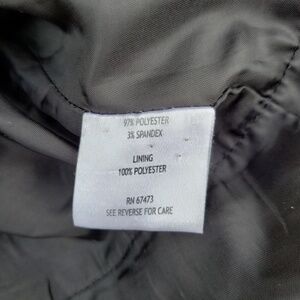 97% POLYESTER
3% SPANDEX
LINING
100% POLYESTER
RN 67473
SEE REVERSE FOR CARE